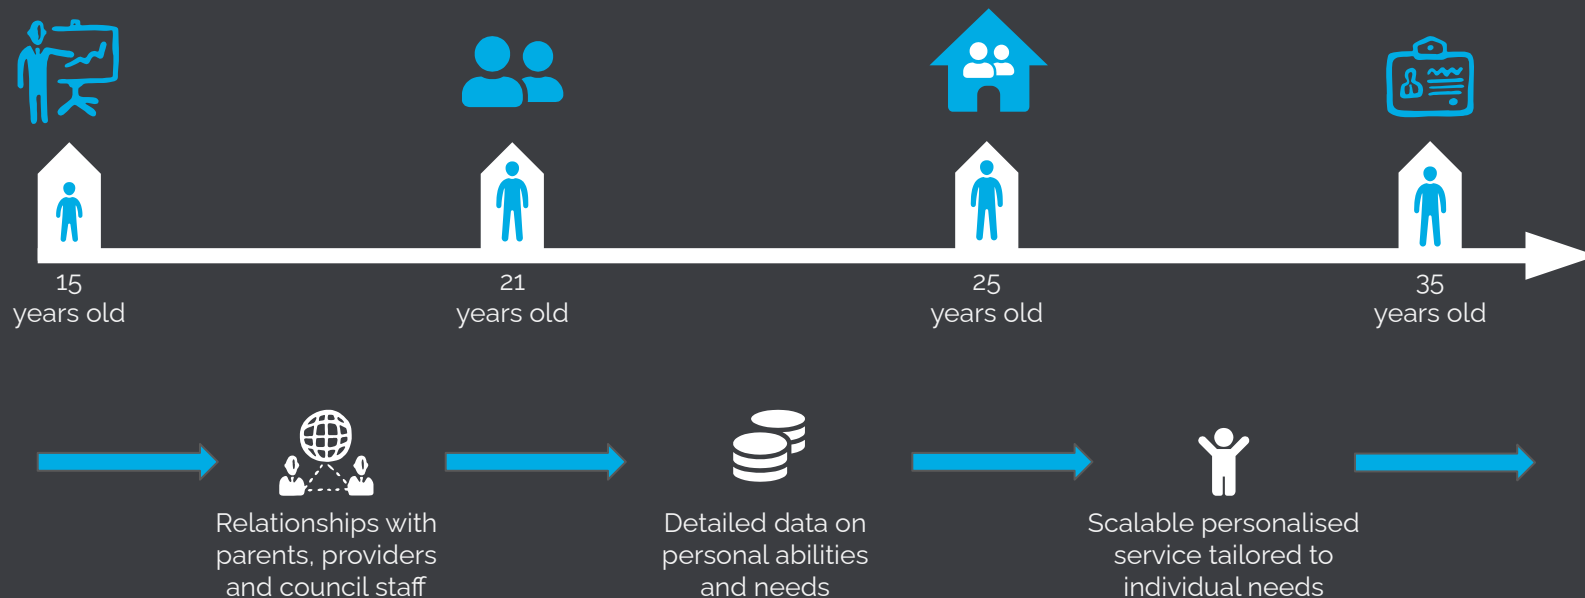 15
years old
21
years old
25
years old
35
years old
Relationships with
parents, providers
and council staff
Detailed data on
personal abilities
and needs
Scalable personalised
service tailored to
individual needs